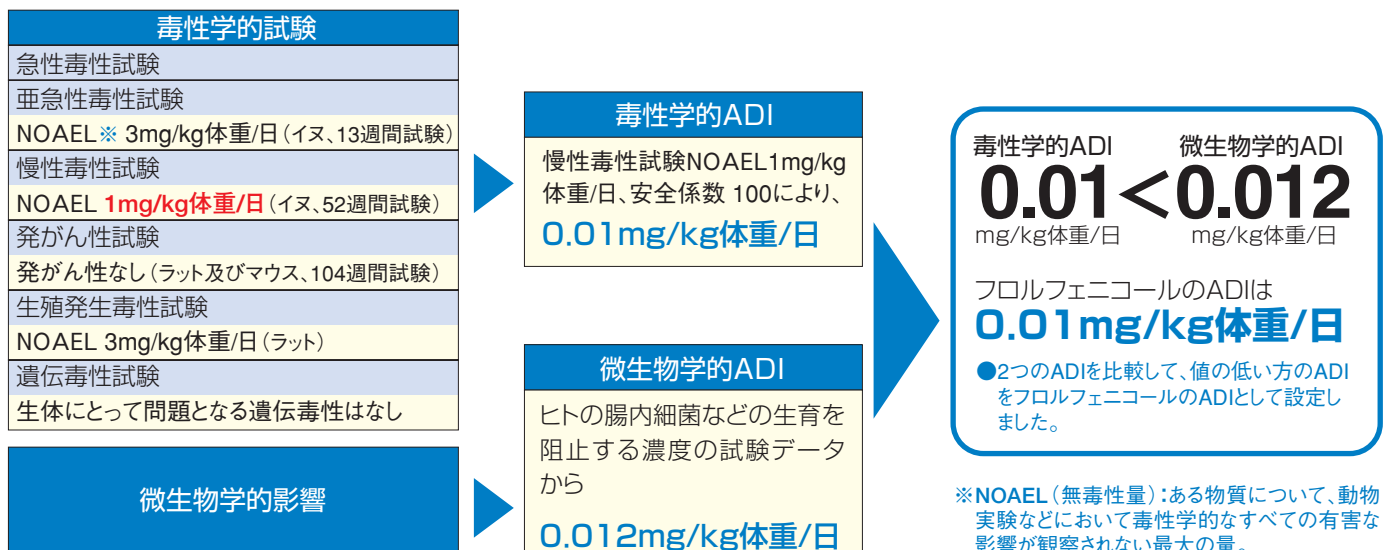 毒性学的試験
急性毒性試験
亜急性毒性試験
NOAEL※ 3mg/kg体重/日（イヌ、13週間試験）
慢性毒性試験
NOAEL 1mg/kg体重/日（イヌ、52週間試験）
発がん性試験
発がん性なし（ラット及びマウス、104週間試験）
生殖発生毒性試験
NOAEL 3mg/kg体重/日（ラット）
遺伝毒性試験
生体にとって問題となる遺伝毒性はなし
微生物学的影響
毒性学的ADI
慢性毒性試験NOAEL1mg/kg
体重/日、安全係数 100により、
0.01mg/kg体重/日
微生物学的ADI
ヒトの腸内細菌などの生育を
阻止する濃度の試験データ
から
0.012mg/kg体重/日
毒性学的ADI 微生物学的ADI
0.01<0.012
mg/kg体重/日 mg/kg体重/日
フロルフェニコールのADIは
0.01mg/kg体重/日
●2つのADIを比較して、値の低い方のADI
をフロルフェニコールのADIとして設定し
ました。
※NOAEL（無毒性量）：ある物質について、動物
実験などにおいて毒性学的なすべての有害な
影響が観察されない最大の量。